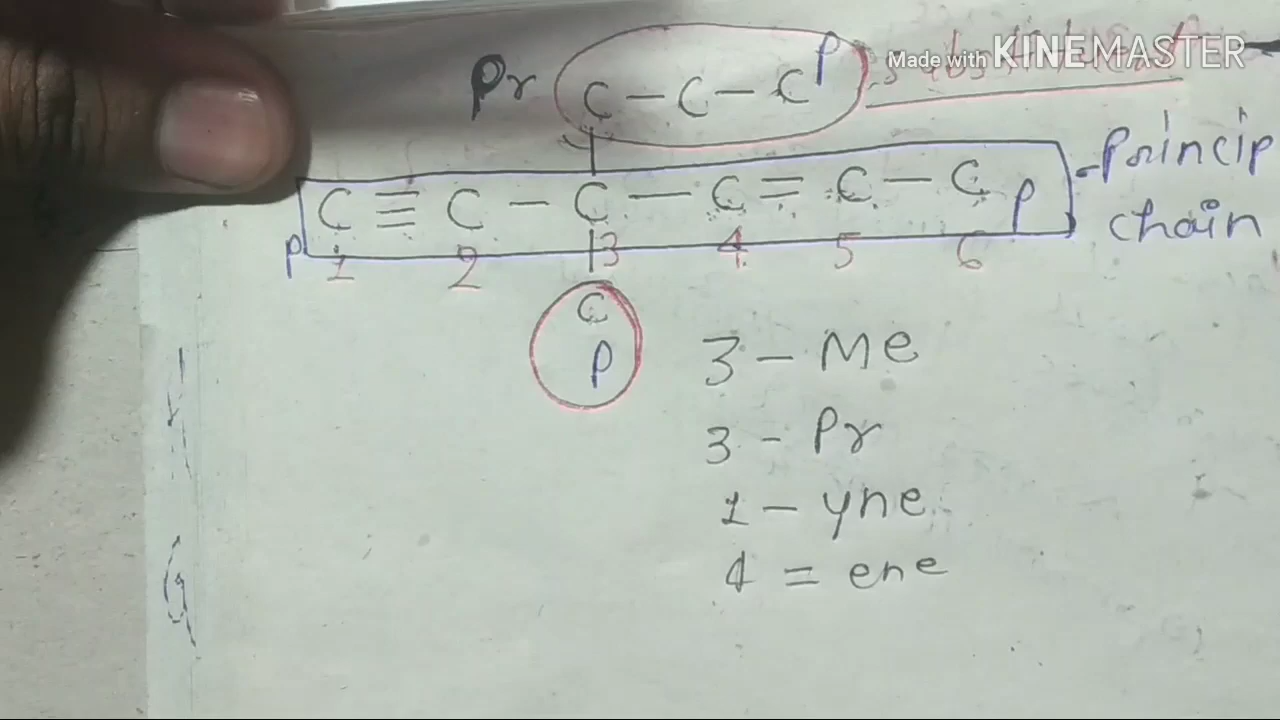 Made with KINEMASTER
Pr C - C - C P
C ≡ C - C - C = C - C P - Princip
P 1 2 3 4 5 6 chain
C
P
3 - Me
3 - Pr
1 - yne
4 = ene